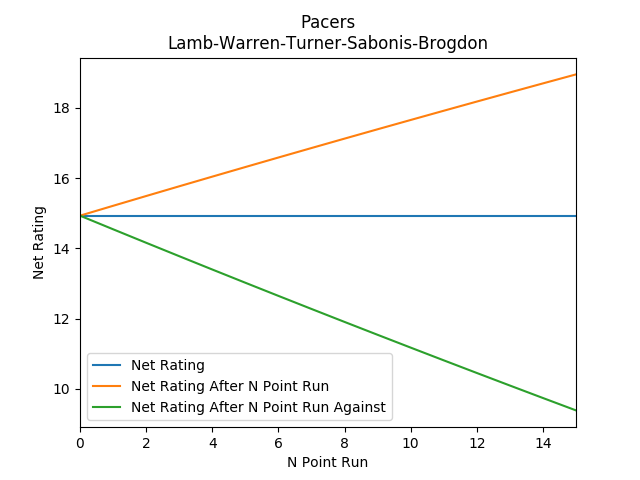 Pacers
Lamb-Warren-Turner-Sabonis-Brogdon
Net Rating
18
16
14
12
10
Net Rating
Net Rating After N Point Run
Net Rating After N Point Run Against
0 2 4 6 8 10 12 14
N Point Run